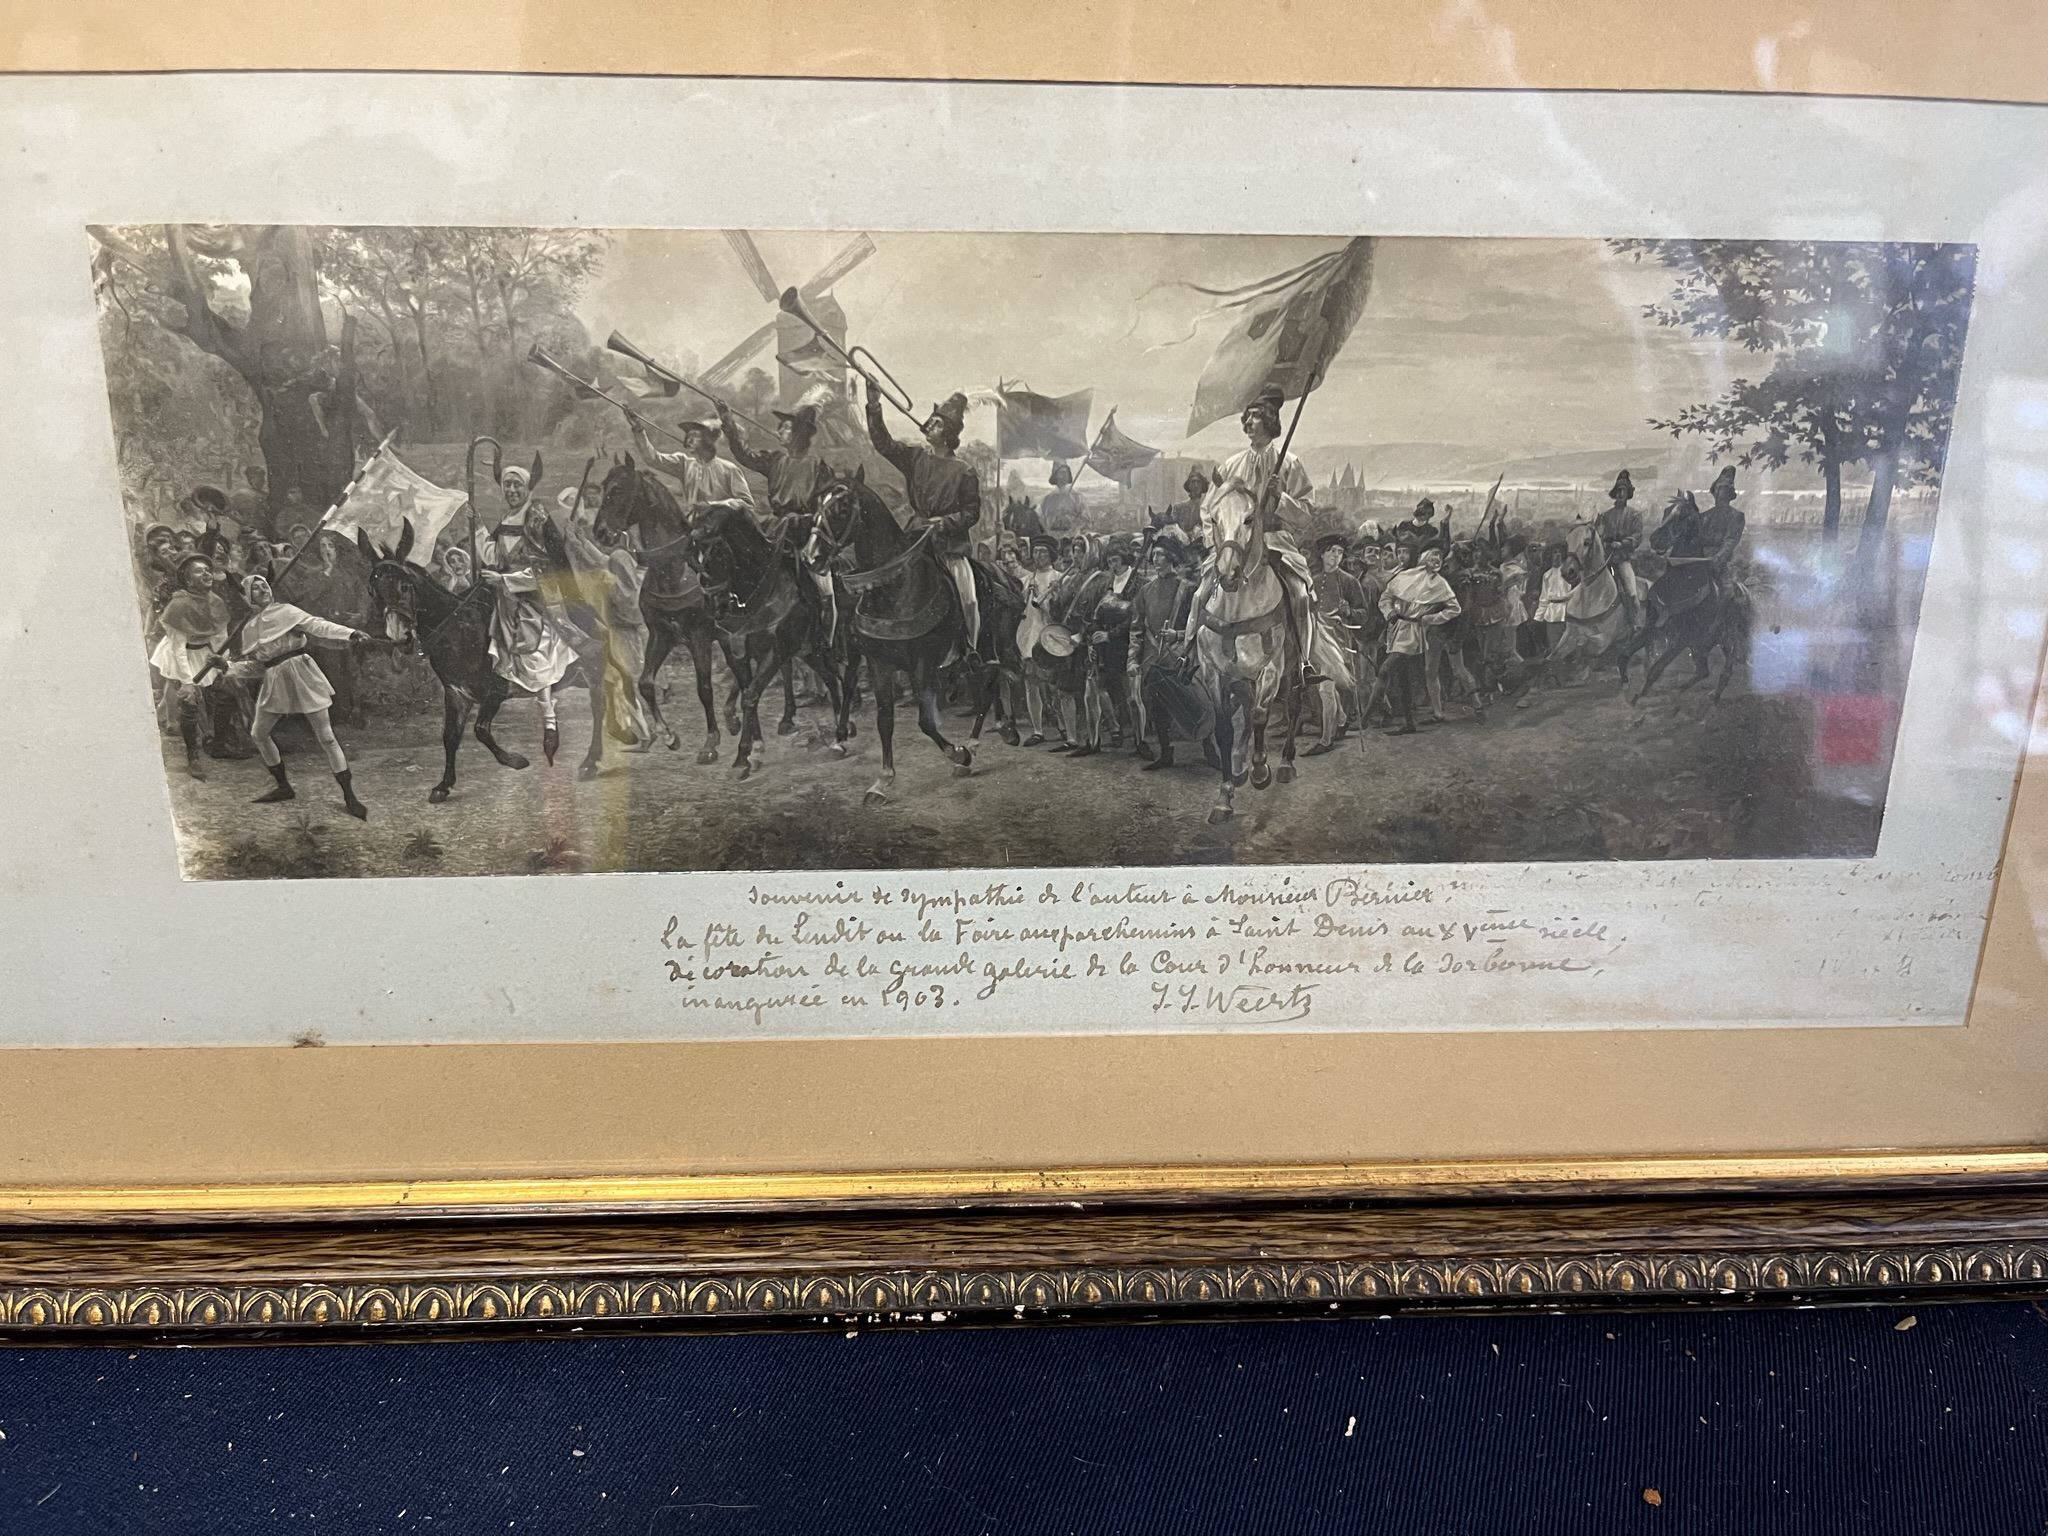 Souvenir de sympathie de l'auteur à Monsieur Bernier,
La fête du Lendit ou la Foire aux parchemins à Saint Denis au XVème siècle,
décoration de la grande galerie de la Cour d'honneur de la Sorbonne,
inaugurée en 1903. J.J. Weerts